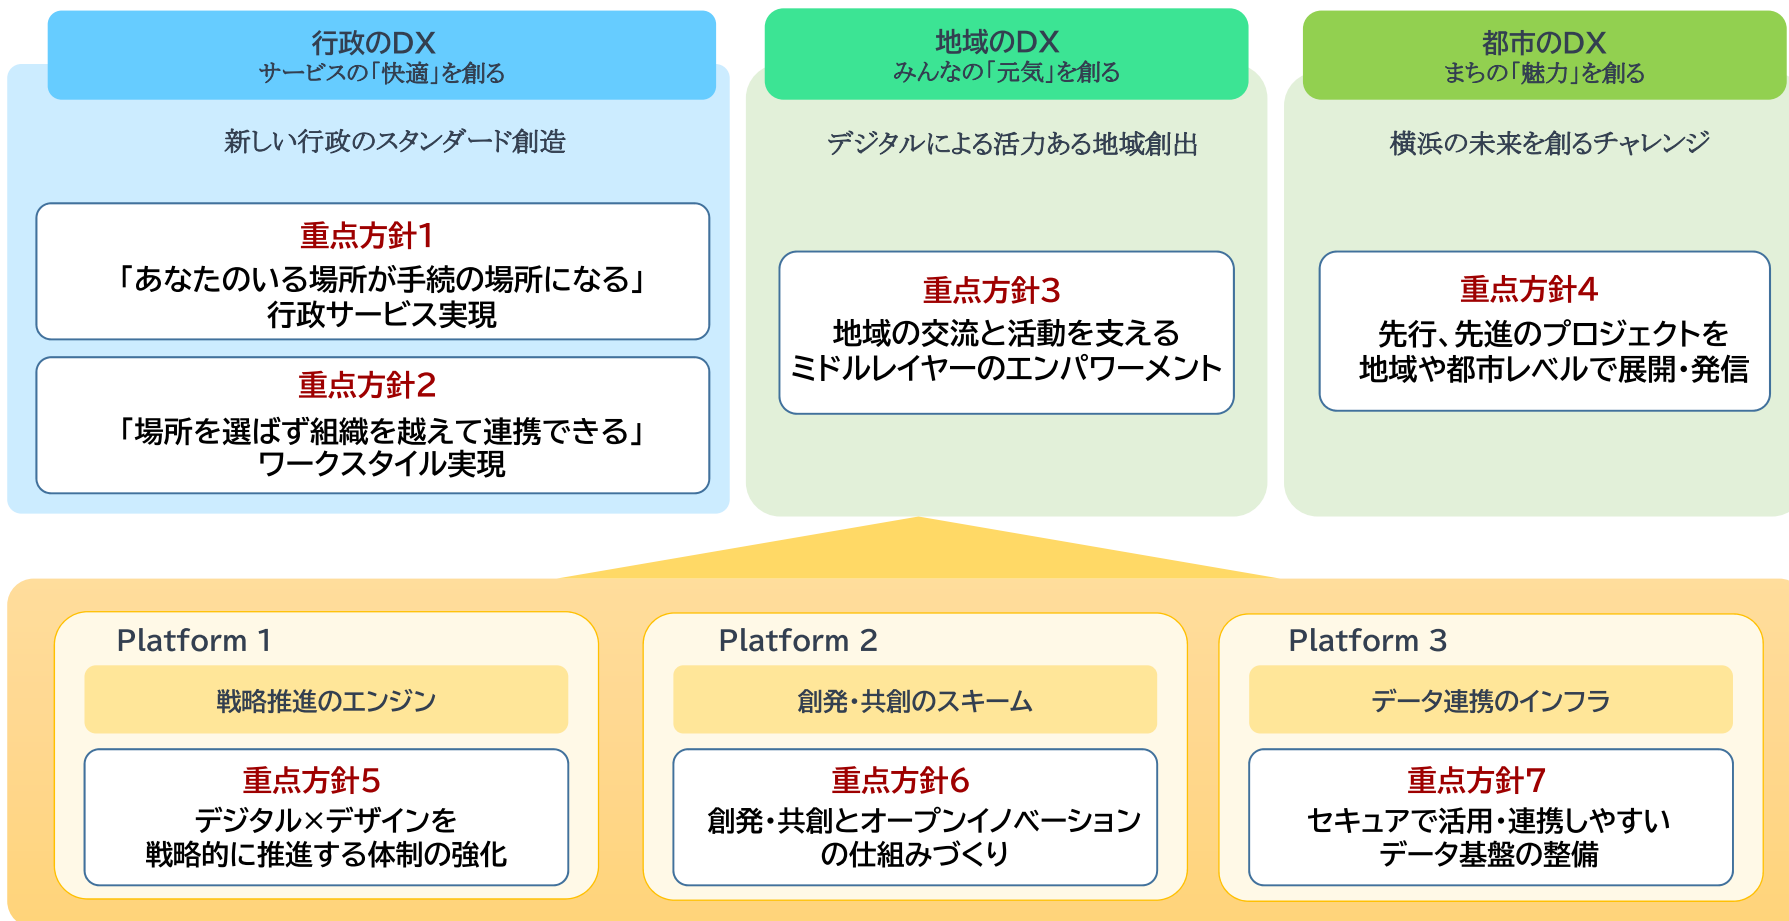 行政のDX
サービスの「快適」を創る
新しい行政のスタンダード創造
重点方針1
「あなたのいる場所が手続の場所になる」
行政サービス実現
重点方針2
「場所を選ばず組織を越えて連携できる」
ワークスタイル実現
地域のDX
みんなの「元気」を創る
デジタルによる活力ある地域創出
重点方針3
地域の交流と活動を支える
ミドルレイヤーのエンパワーメント
都市のDX
まちの「魅力」を創る
横浜の未来を創るチャレンジ
重点方針4
先行、先進のプロジェクトを
地域や都市レベルで展開・発信
Platform 1
戦略推進のエンジン
重点方針5
デジタル×デザインを
戦略的に推進する体制の強化
Platform 2
創発・共創のスキーム
重点方針6
創発・共創とオープンイノベーション
の仕組みづくり
Platform 3
データ連携のインフラ
重点方針7
セキュアで活用・連携しやすい
データ基盤の整備